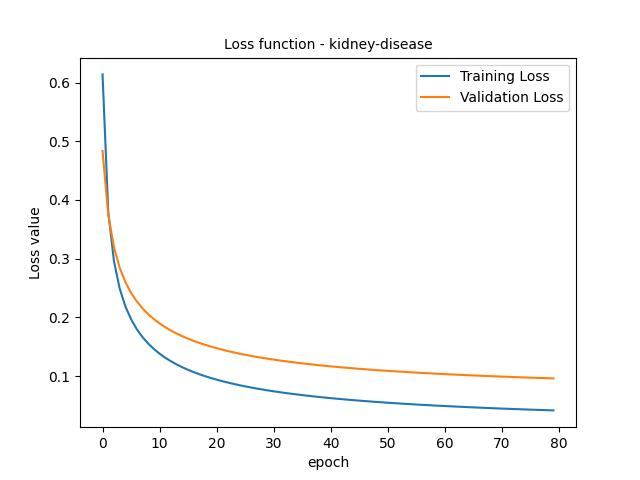 Loss function - kidney-disease
Training Loss
Validation Loss
Loss value
0.6
0.5
0.4
0.3
0.2
0.1
0 10 20 30 40 50 60 70 80
epoch